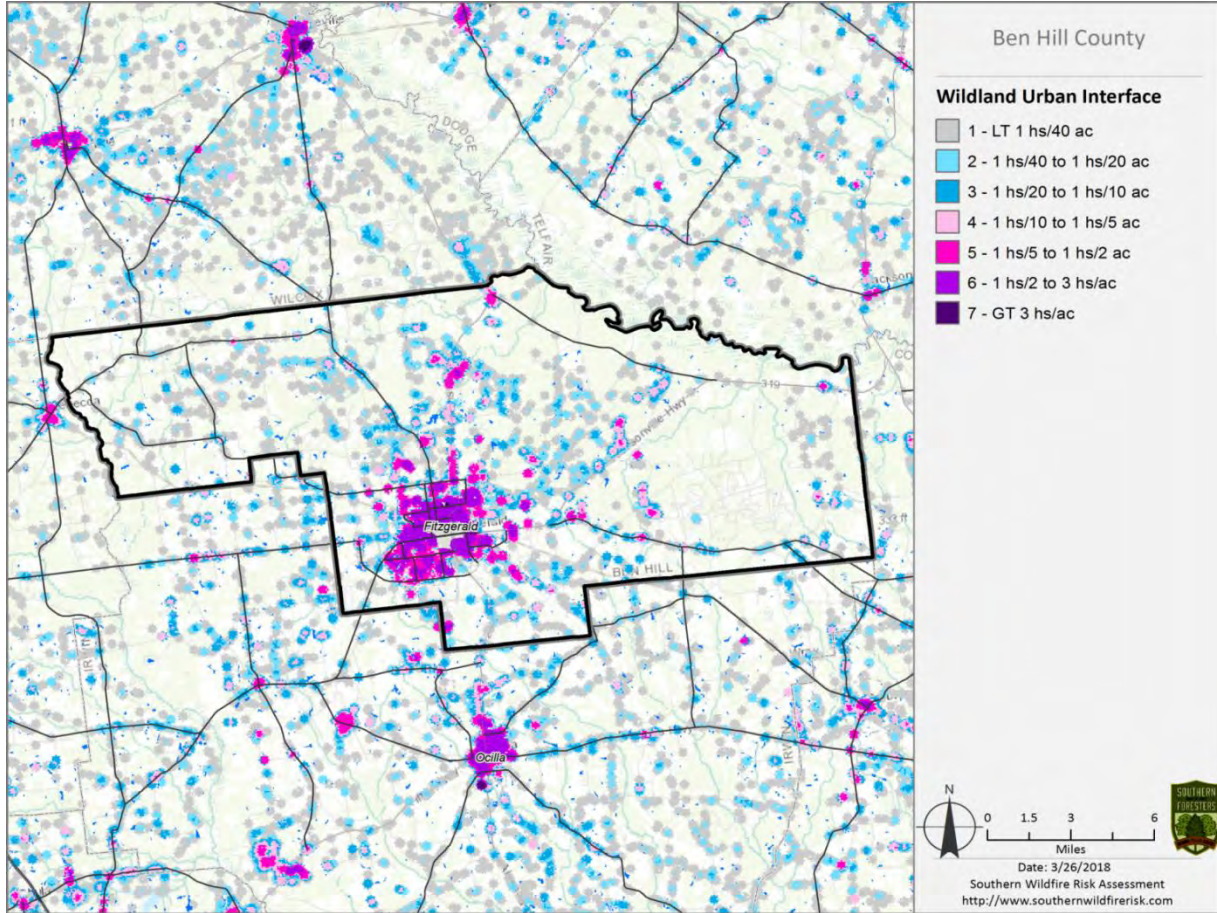 DODGE
TELFAIR
WILCOX
319
Fitzgerald
BEN HILL
Ocilla
IRWIN
Ben Hill County
Wildland Urban Interface
1 - LT 1 hs/40 ac
2 - 1 hs/40 to 1 hs/20 ac
3 - 1 hs/20 to 1 hs/10 ac
4 - 1 hs/10 to 1 hs/5 ac
5 - 1 hs/5 to 1 hs/2 ac
6 - 1 hs/2 to 3 hs/ac
7 - GT 3 hs/ac
N
0 1.5 3 6
Miles
SOUTHERN
FORESTERS
Date: 3/26/2018
Southern Wildfire Risk Assessment
http://www.southernwildfirerisk.com